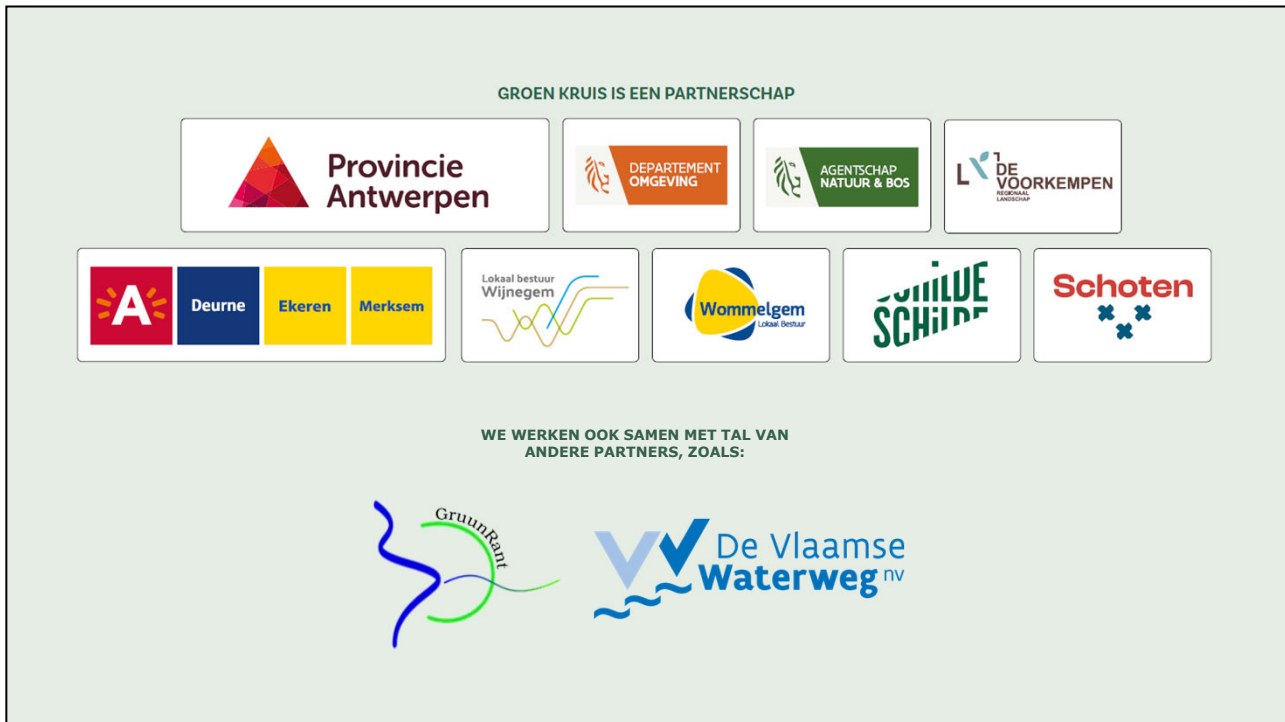 GROEN KRUIS IS EEN PARTNERSCHAP
Provincie
Antwerpen
DEPARTEMENT
OMGEVING
AGENTSCHAP
NATUUR & BOS
DE
VOORKEMPEN
REGIONAAL
LANDSCHAP
A
Deurne
Ekeren
Merksem
Lokaal bestuur
Wijnegem
Wommelgem
Lokaal Bestuur
SCHILDE
SCHILDE
Schoten
WE WERKEN OOK SAMEN MET TAL VAN
ANDERE PARTNERS, ZOALS:
GruunRant
De Vlaamse
Waterweg nv